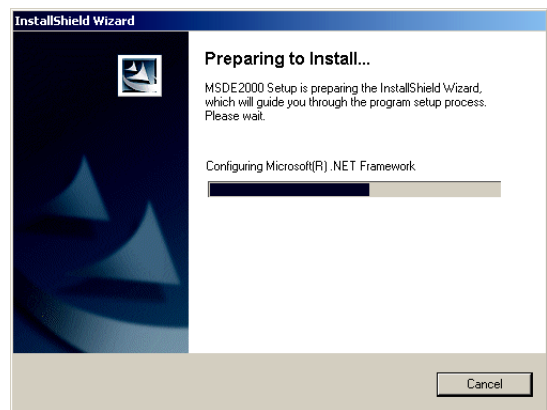 InstallShield Wizard
Preparing to Install...
MSDE2000 Setup is preparing the InstallShield Wizard,
which will guide you through the program setup process.
Please wait.
Configuring Microsoft(R) .NET Framework
Cancel